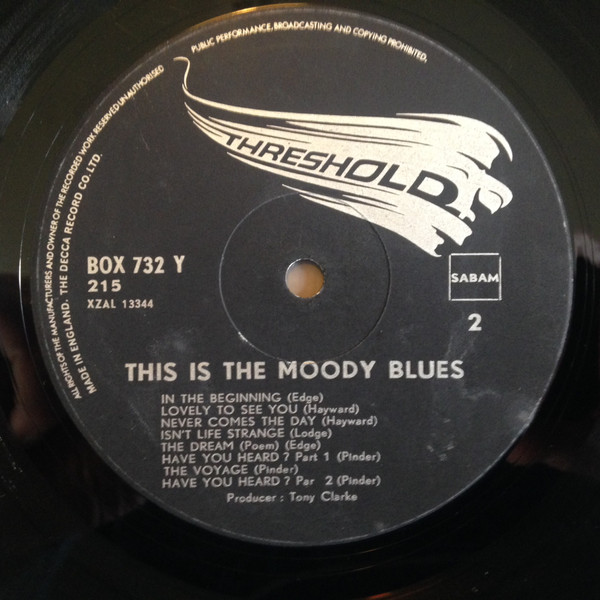 PUBLIC PERFORMANCE, BROADCASTING AND COPYING PROHIBITED.
ALL RIGHTS OF THE MANUFACTURERS AND OWNER OF THE RECORDED WORK RESERVED UNAUTHORISED
MADE IN ENGLAND. THE DECCA RECORD CO. LTD.
THRESHOLD
BOX 732 Y
215
XZAL 13344
SABAM
2
THIS IS THE MOODY BLUES
IN THE BEGINNING (Edge)
LOVELY TO SEE YOU (Hayward)
NEVER COMES THE DAY (Hayward)
ISN'T LIFE STRANGE (Lodge)
THE DREAM (Poem) (Edge)
HAVE YOU HEARD ? Part 1 (Pinder)
THE VOYAGE (Pinder)
HAVE YOU HEARD ? Par 2 (Pinder)
Producer : Tony Clarke